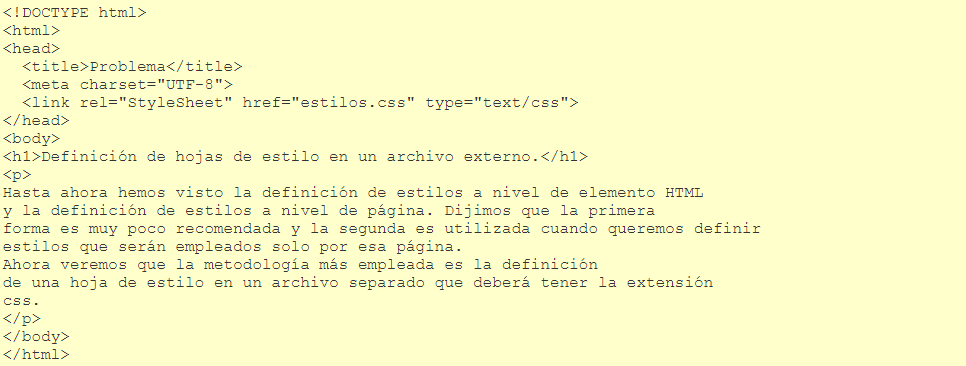 <!DOCTYPE html>
<html>
<head>
  <title>Problema</title>
  <meta charset="UTF-8">
  <link rel="StyleSheet" href="estilos.css" type="text/css">
</head>
<body>
<h1>Definición de hojas de estilo en un archivo externo.</h1>
<p>
Hasta ahora hemos visto la definición de estilos a nivel de elemento HTML
y la definición de estilos a nivel de página. Dijimos que la primera
forma es muy poco recomendada y la segunda es utilizada cuando queremos definir
estilos que serán empleados solo por esa página.
Ahora veremos que la metodología más empleada es la definición
de una hoja de estilo en un archivo separado que deberá tener la extensión
css.
</p>
</body>
</html>